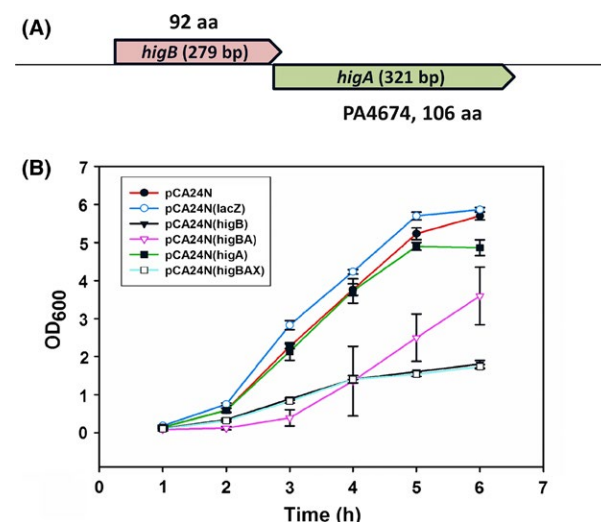 (A)
92 aa
higB (279 bp)
higA (321 bp)
PA4674, 106 aa
(B)
7
6
5
4
3
2
1
0
OD600
pCA24N
pCA24N(lacZ)
pCA24N(higB)
pCA24N(higBA)
pCA24N(higA)
pCA24N(higBAX)
0 1 2 3 4 5 6 7
Time (h)